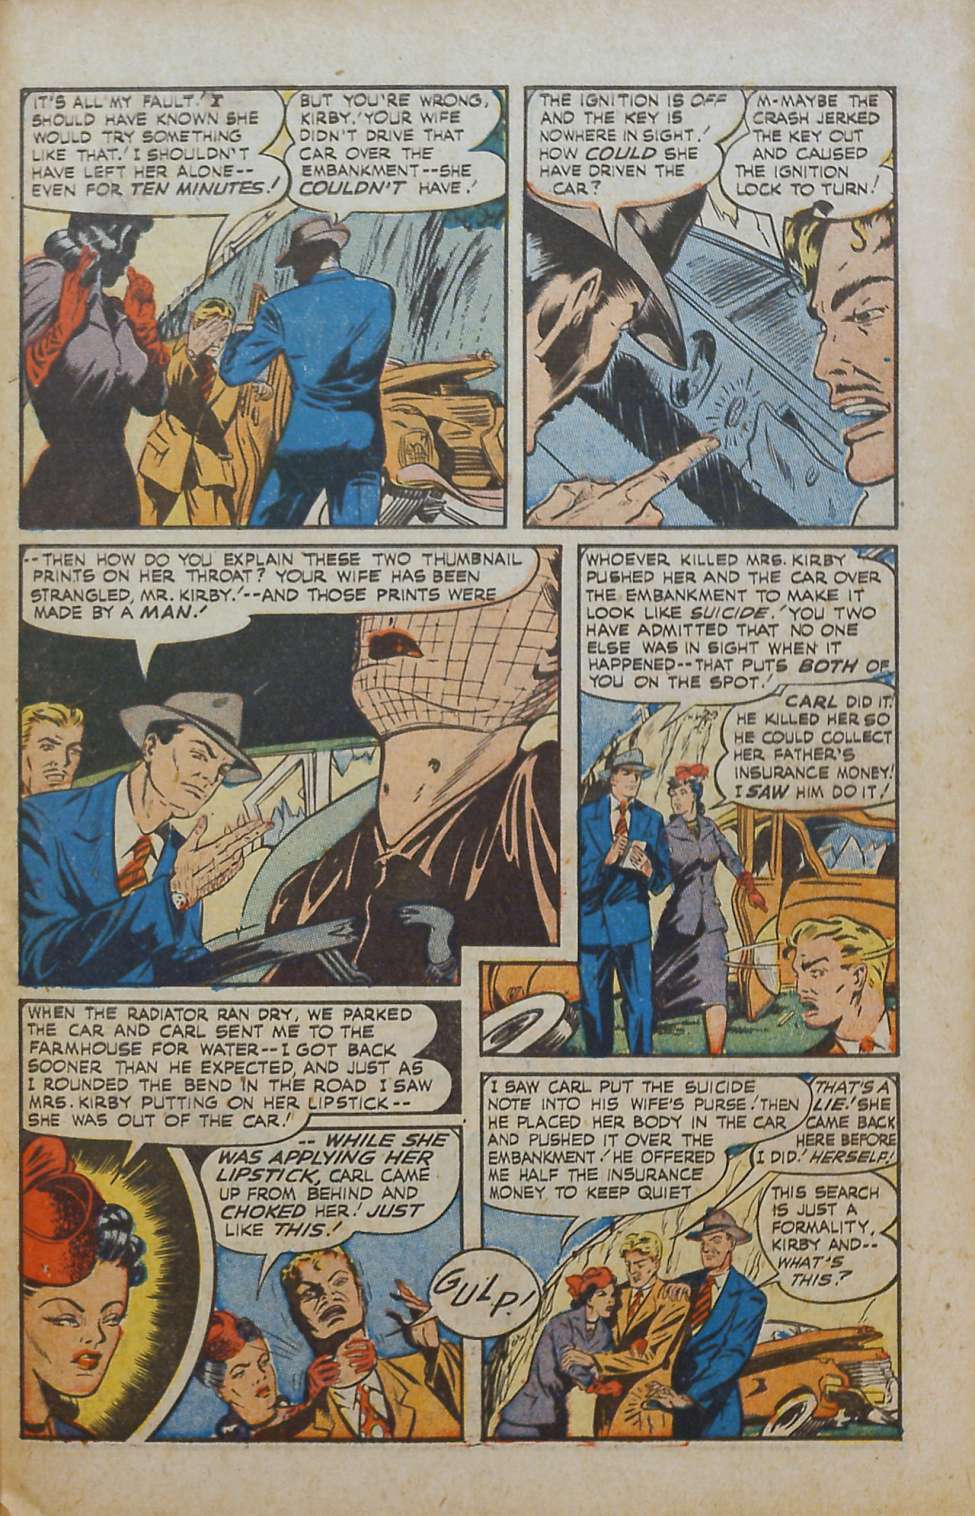 IT'S ALL MY FAULT! I
SHOULD HAVE KNOWN SHE
WOULD TRY SOMETHING
LIKE THAT! I SHOULDN'T
HAVE LEFT HER ALONE--
EVEN FOR TEN MINUTES!
BUT YOU'RE WRONG,
KIRBY! YOUR WIFE
DIDN'T DRIVE THAT
CAR OVER THE
EMBANKMENT--SHE
COULDN'T HAVE!
THE IGNITION IS OFF
AND THE KEY IS
NOWHERE IN SIGHT!
HOW COULD SHE
HAVE DRIVEN THE
CAR?
M-MAYBE THE
CRASH JERKED
THE KEY OUT
AND CAUSED
THE IGNITION
LOCK TO TURN!
--THEN HOW DO YOU EXPLAIN THESE TWO THUMBNAIL
PRINTS ON HER THROAT? YOUR WIFE HAS BEEN
STRANGLED, MR. KIRBY!--AND THOSE PRINTS WERE
MADE BY A MAN!
WHOEVER KILLED MRS. KIRBY
PUSHED HER AND THE CAR OVER
THE EMBANKMENT TO MAKE IT
LOOK LIKE SUICIDE! YOU TWO
HAVE ADMITTED THAT NO ONE
ELSE WAS IN SIGHT WHEN IT
HAPPENED--THAT PUTS BOTH OF
YOU ON THE SPOT!
CARL DID IT!
HE KILLED HER SO
HE COULD COLLECT
HER FATHER'S
INSURANCE MONEY!
I SAW HIM DO IT!
WHEN THE RADIATOR RAN DRY, WE PARKED
THE CAR AND CARL SENT ME TO THE
FARMHOUSE FOR WATER--I GOT BACK
SOONER THAN HE EXPECTED, AND JUST AS
I ROUNDED THE BEND IN THE ROAD I SAW
MRS. KIRBY PUTTING ON HER LIPSTICK--
SHE WAS OUT OF THE CAR!
-- WHILE SHE
WAS APPLYING HER
LIPSTICK, CARL CAME
UP FROM BEHIND AND
CHOKED HER! JUST
LIKE THIS!
GULP!
I SAW CARL PUT THE SUICIDE
NOTE INTO HIS WIFE'S PURSE! THEN
HE PLACED HER BODY IN THE CAR
AND PUSHED IT OVER THE
EMBANKMENT! HE OFFERED
ME HALF THE INSURANCE
MONEY TO KEEP QUIET
THAT'S A
LIE! SHE
CAME BACK
HERE BEFORE
I DID! HERSELF!
THIS SEARCH
IS JUST A
FORMALITY,
KIRBY AND--
WHAT'S
THIS?